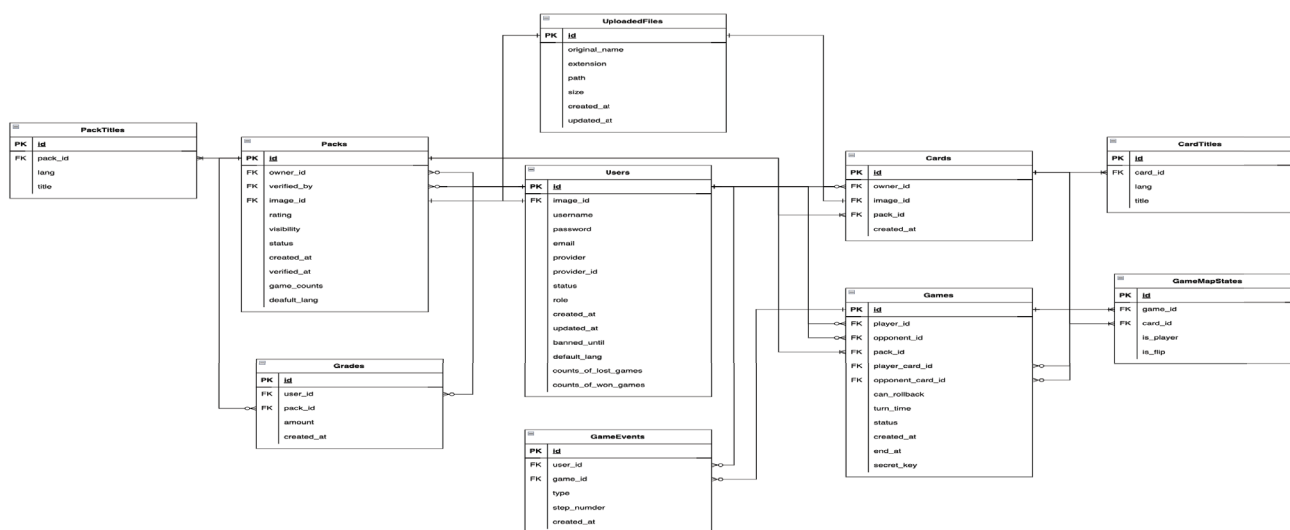 UploadedFiles
PK id
original_name
extension
path
size
created_at
updated_at
PackTitles
PK id
FK pack_id
lang
title
Packs
PK id
FK owner_id
FK verified_by
FK image_id
rating
visibility
status
created_at
verified_at
game_counts
deafult_lang
Users
PK id
FK image_id
username
password
email
provider
provider_id
status
role
created_at
updated_at
banned_until
default_lang
counts_of_lost_games
counts_of_won_games
Cards
PK id
FK owner_id
FK image_id
FK pack_id
created_at
CardTitles
PK id
FK card_id
lang
title
Games
PK id
FK player_id
FK opponent_id
FK pack_id
FK player_card_id
FK opponent_card_id
can_rollback
turn_time
status
created_at
end_at
secret_key
GameMapStates
PK id
FK game_id
FK card_id
is_player
is_flip
Grades
PK id
FK user_id
FK pack_id
amount
created_at
GameEvents
PK id
FK user_id
FK game_id
type
step_numder
created_at